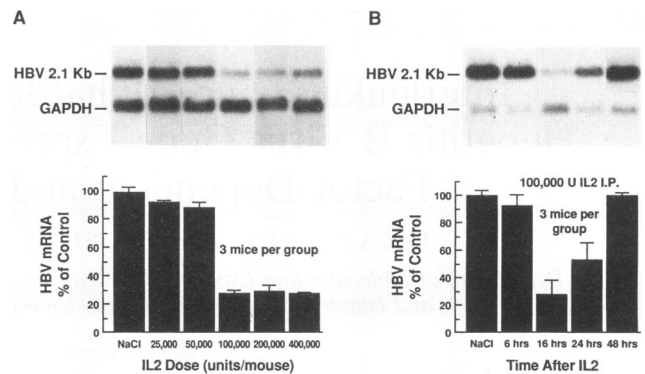 A
HBV 2.1 Kb
GAPDH
HBV mRNA
% of Control
100
80
60
40
20
0
3 mice per group
NaCl
25,000
50,000
100,000
200,000
400,000
IL2 Dose (units/mouse)
B
HBV 2.1 Kb
GAPDH
HBV mRNA
% of Control
100
80
60
40
20
0
100,000 U IL2 I.P.
3 mice per
group
NaCl
6 hrs
16 hrs
24 hrs
48 hrs
Time After IL2